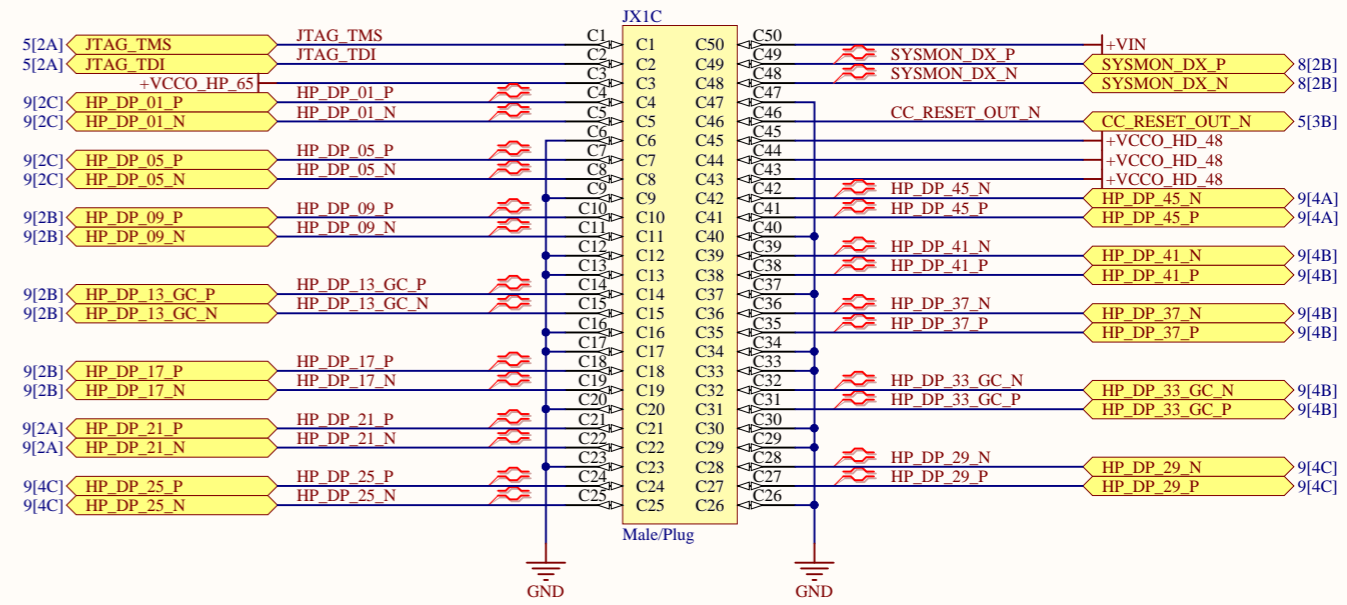 JX1C
5[2A] JTAG_TMS JTAG_TMS C1 C1 C50 C50 +VIN
5[2A] JTAG_TDI JTAG_TDI C2 C2 C49 C49 SYSMON_DX_P SYSMON_DX_P 8[2B]
+VCCO_HP_65 C3 C3 C48 C48 SYSMON_DX_N SYSMON_DX_N 8[2B]
9[2C] HP_DP_01_P HP_DP_01_P C4 C4 C47 C47
9[2C] HP_DP_01_N HP_DP_01_N C5 C5 C46 C46 CC_RESET_OUT_N CC_RESET_OUT_N 5[3B]
C6 C6 C45 C45 +VCCO_HD_48
9[2C] HP_DP_05_P HP_DP_05_P C7 C7 C44 C44 +VCCO_HD_48
9[2C] HP_DP_05_N HP_DP_05_N C8 C8 C43 C43 +VCCO_HD_48
C9 C9 C42 C42 HP_DP_45_N HP_DP_45_N 9[4A]
9[2B] HP_DP_09_P HP_DP_09_P C10 C10 C41 C41 HP_DP_45_P HP_DP_45_P 9[4A]
9[2B] HP_DP_09_N HP_DP_09_N C11 C11 C40 C40
C12 C12 C39 C39 HP_DP_41_N HP_DP_41_N 9[4B]
C13 C13 C38 C38 HP_DP_41_P HP_DP_41_P 9[4B]
9[2B] HP_DP_13_GC_P HP_DP_13_GC_P C14 C14 C37 C37
9[2B] HP_DP_13_GC_N HP_DP_13_GC_N C15 C15 C36 C36 HP_DP_37_N HP_DP_37_N 9[4B]
C16 C16 C35 C35 HP_DP_37_P HP_DP_37_P 9[4B]
C17 C17 C34 C34
9[2B] HP_DP_17_P HP_DP_17_P C18 C18 C33 C33
9[2B] HP_DP_17_N HP_DP_17_N C19 C19 C32 C32 HP_DP_33_GC_N HP_DP_33_GC_N 9[4B]
C20 C20 C31 C31 HP_DP_33_GC_P HP_DP_33_GC_P 9[4B]
9[2A] HP_DP_21_P HP_DP_21_P C21 C21 C30 C30
9[2A] HP_DP_21_N HP_DP_21_N C22 C22 C29 C29
C23 C23 C28 C28 HP_DP_29_N HP_DP_29_N 9[4C]
9[4C] HP_DP_25_P HP_DP_25_P C24 C24 C27 C27 HP_DP_29_P HP_DP_29_P 9[4C]
9[4C] HP_DP_25_N HP_DP_25_N C25 C25 C26 C26
Male/Plug
GND GND